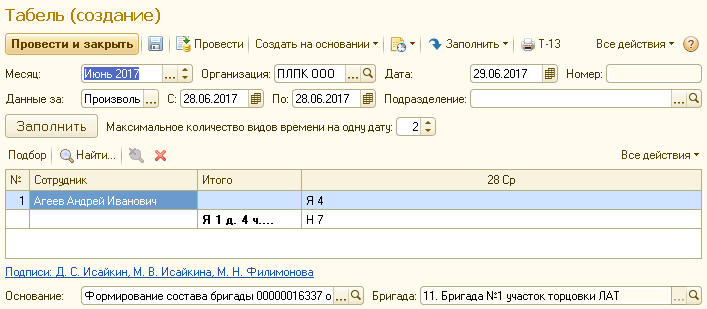 Табель (создание)
Провести и закрыть Провести Создать на основании Заполнить Т-13 Все действия ?
Месяц: Июнь 2017 ... Организация: ПЛПК ООО ... Дата: 29.06.2017 Номер:
Данные за: Произволь ... С: 28.06.2017 По: 28.06.2017 Подразделение: ...
Заполнить Максимальное количество видов времени на одну дату: 2
Подбор Найти... Все действия
№ Сотрудник Итого 28 Ср
1 Агеев Андрей Иванович Я 4
Я 1 д. 4 ч.... Н 7
Подписи: Д. С. Исайкин, М. В. Исайкина, М. Н. Филимонова
Основание: Формирование состава бригады 00000016337 о ... Бригада: 11. Бригада №1 участок торцовки ЛАТ ...